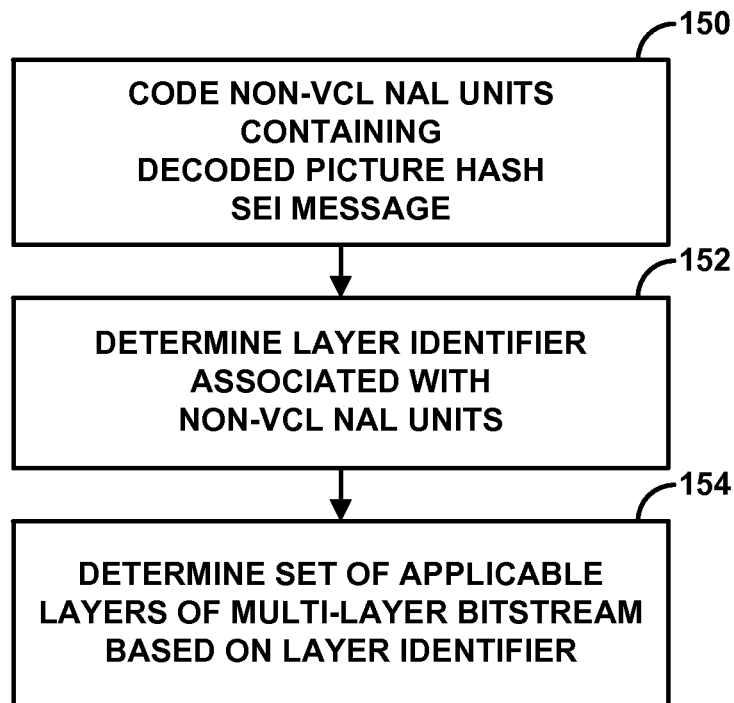 150
CODE NON-VCL NAL UNITS
CONTAINING
DECODED PICTURE HASH
SEI MESSAGE
152
DETERMINE LAYER IDENTIFIER
ASSOCIATED WITH
NON-VCL NAL UNITS
154
DETERMINE SET OF APPLICABLE
LAYERS OF MULTI-LAYER BITSTREAM
BASED ON LAYER IDENTIFIER